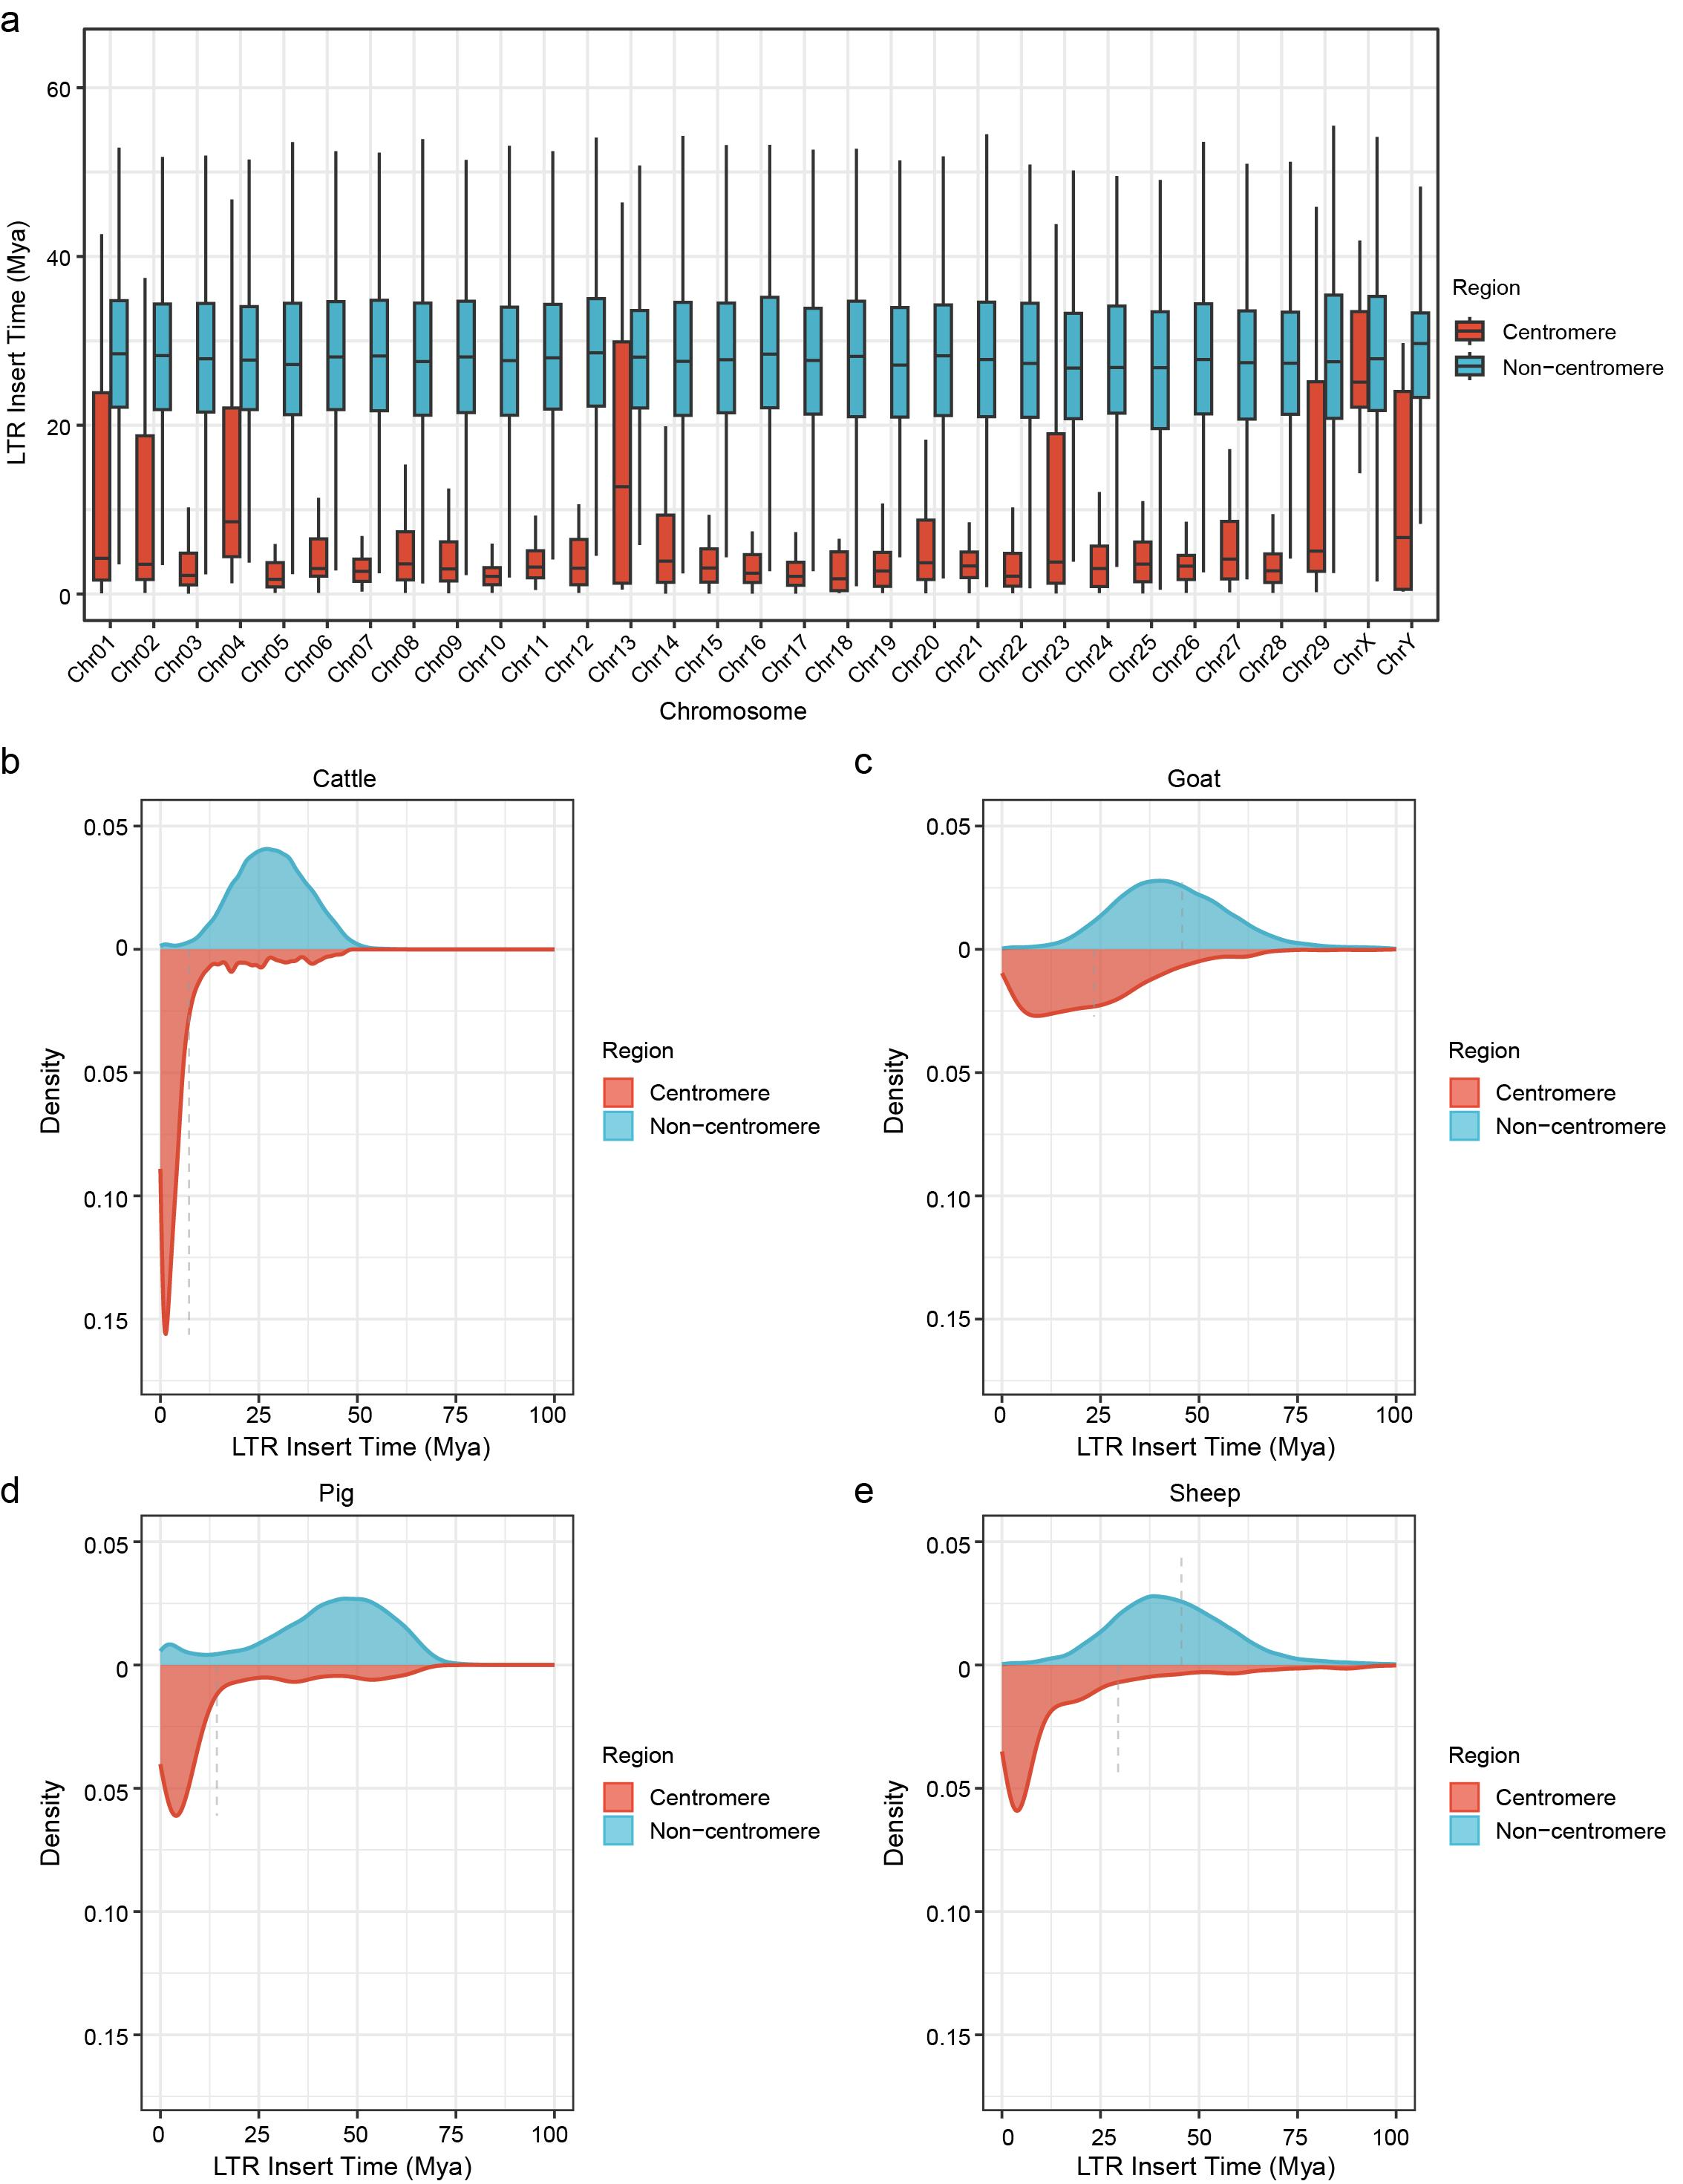 a
60
40
20
0
LTR Insert Time (Mya)
Chr01 Chr02 Chr03 Chr04 Chr05 Chr06 Chr07 Chr08 Chr09 Chr10 Chr11 Chr12 Chr13 Chr14 Chr15 Chr16 Chr17 Chr18 Chr19 Chr20 Chr21 Chr22 Chr23 Chr24 Chr25 Chr26 Chr27 Chr28 Chr29 ChrX ChrY
Chromosome
Region
Centromere
Non−centromere
b
Cattle
0.05
0
0.05
0.10
0.15
Density
0 25 50 75 100
LTR Insert Time (Mya)
Region
Centromere
Non−centromere
c
Goat
0.05
0
0.05
0.10
0.15
Density
0 25 50 75 100
LTR Insert Time (Mya)
Region
Centromere
Non−centromere
d
Pig
0.05
0
0.05
0.10
0.15
Density
0 25 50 75 100
LTR Insert Time (Mya)
Region
Centromere
Non−centromere
e
Sheep
0.05
0
0.05
0.10
0.15
Density
0 25 50 75 100
LTR Insert Time (Mya)
Region
Centromere
Non−centromere